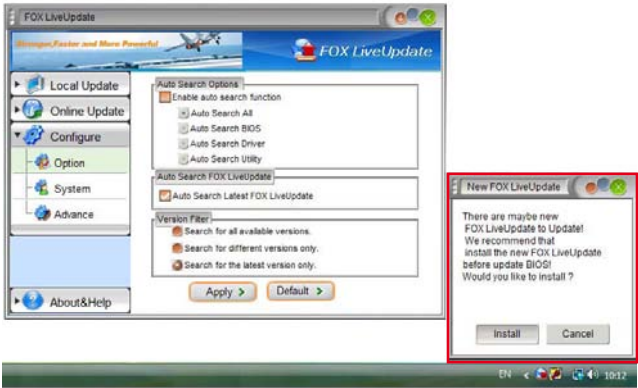 FOX LiveUpdate
Stronger,Faster and More Powerful
FOX LiveUpdate
Local Update
Online Update
Configure
Option
System
Advance
About&Help
Auto Search Options
Enable auto search function
Auto Search All
Auto Search BIOS
Auto Search Driver
Auto Search Utility
Auto Search FOX LiveUpdate
Auto Search Latest FOX LiveUpdate
Version Filter
Search for all available versions.
Search for different versions only.
Search for the latest version only.
Apply >
Default >
New FOX LiveUpdate
There are maybe new
FOX LiveUpdate to Update!
We recommend that
install the new FOX LiveUpdate
before update BIOS!
Would you like to install ?
Install
Cancel
EN < 10:12